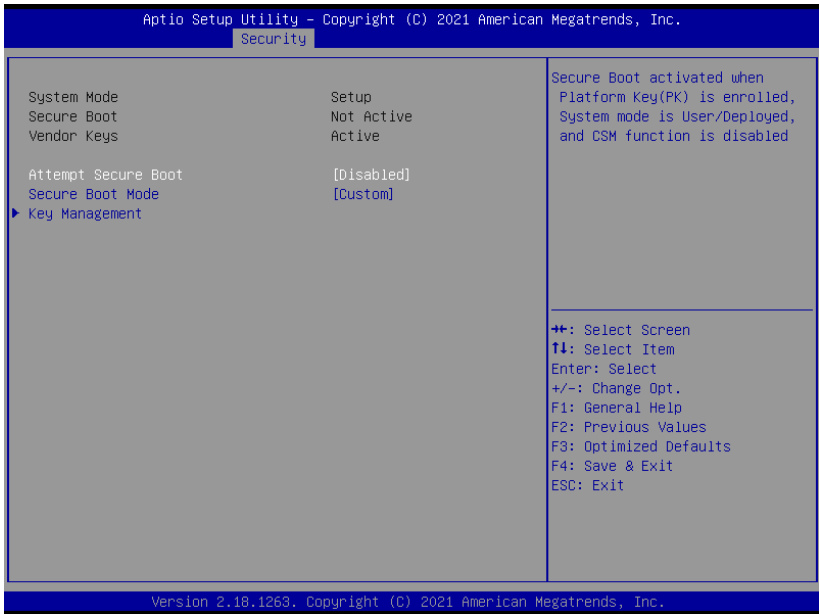 Aptio Setup Utility – Copyright (C) 2021 American Megatrends, Inc.
Security
System Mode Setup
Secure Boot Not Active
Vendor Keys Active
Attempt Secure Boot [Disabled]
Secure Boot Mode [Custom]
Key Management
Secure Boot activated when
Platform Key(PK) is enrolled,
System mode is User/Deployed,
and CSM function is disabled
→←: Select Screen
↑↓: Select Item
Enter: Select
+/-: Change Opt.
F1: General Help
F2: Previous Values
F3: Optimized Defaults
F4: Save & Exit
ESC: Exit
Version 2.18.1263. Copyright (C) 2021 American Megatrends, Inc.